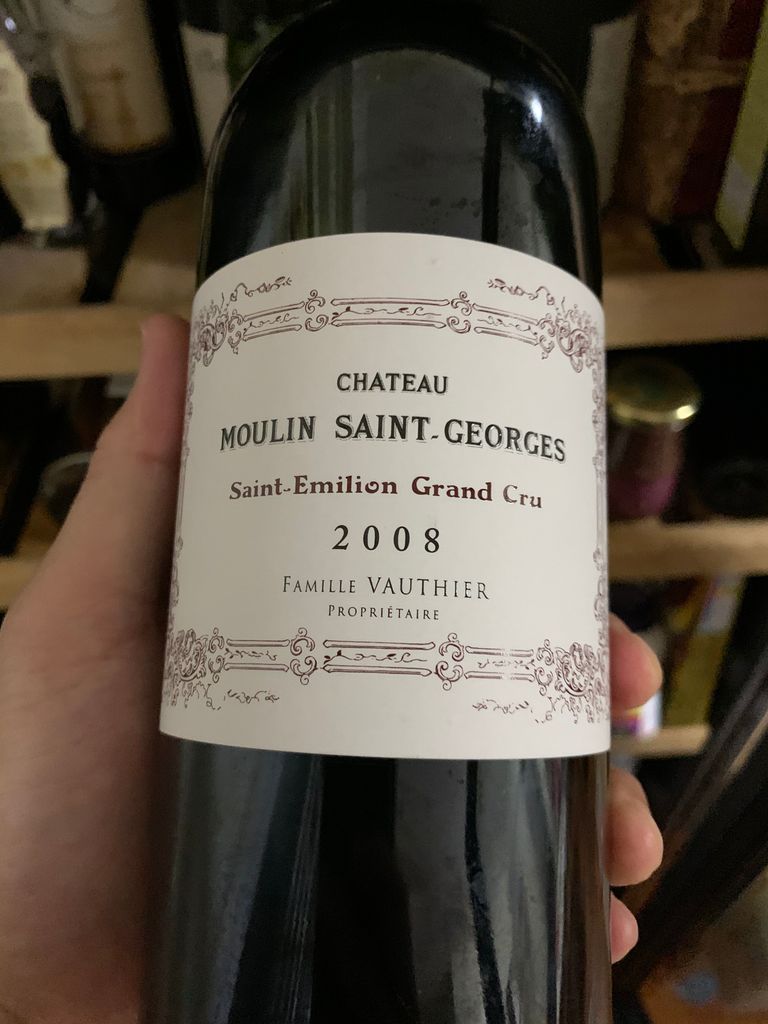 CHATEAU
MOULIN SAINT-GEORGES
Saint-Emilion Grand Cru
2008
FAMILLE VAUTHIER
PROPRIÉTAIRE